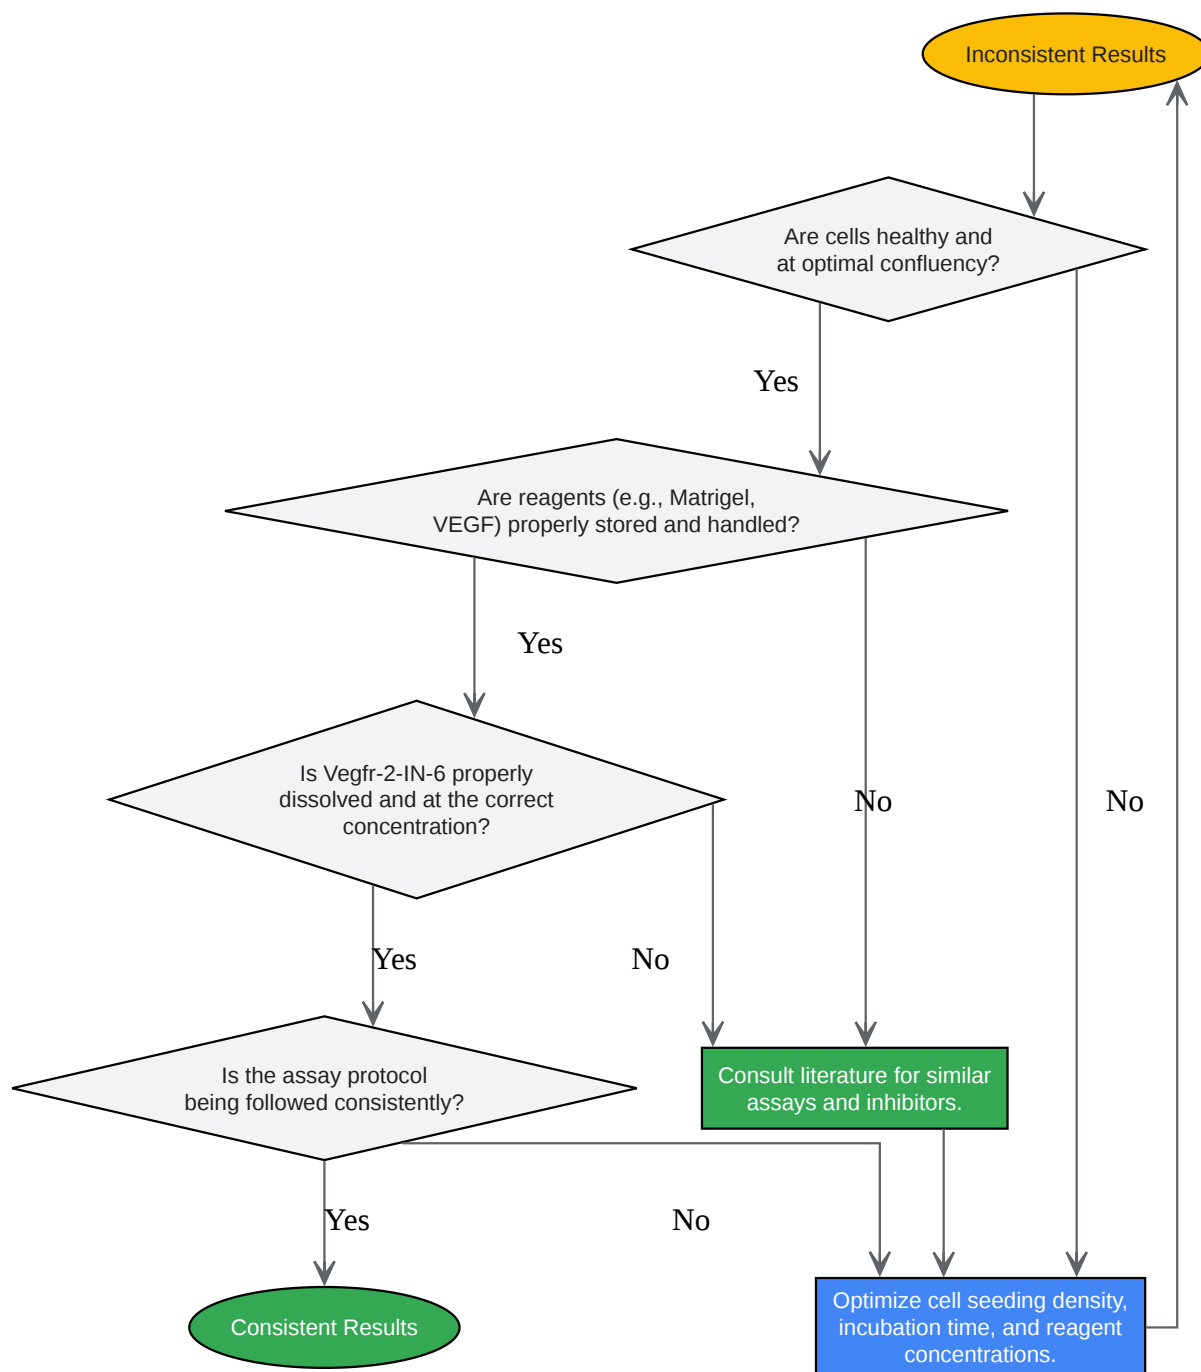 Inconsistent Results
Are cells healthy and
at optimal confluency?
Yes
Are reagents (e.g., Matrigel,
VEGF) properly stored and handled?
Yes
Is Vegfr-2-IN-6 properly
dissolved and at the correct
concentration?
No
No
Yes
No
Is the assay protocol
being followed consistently?
Consult literature for similar
assays and inhibitors.
Yes
No
Consistent Results
Optimize cell seeding density,
incubation time, and reagent
concentrations.